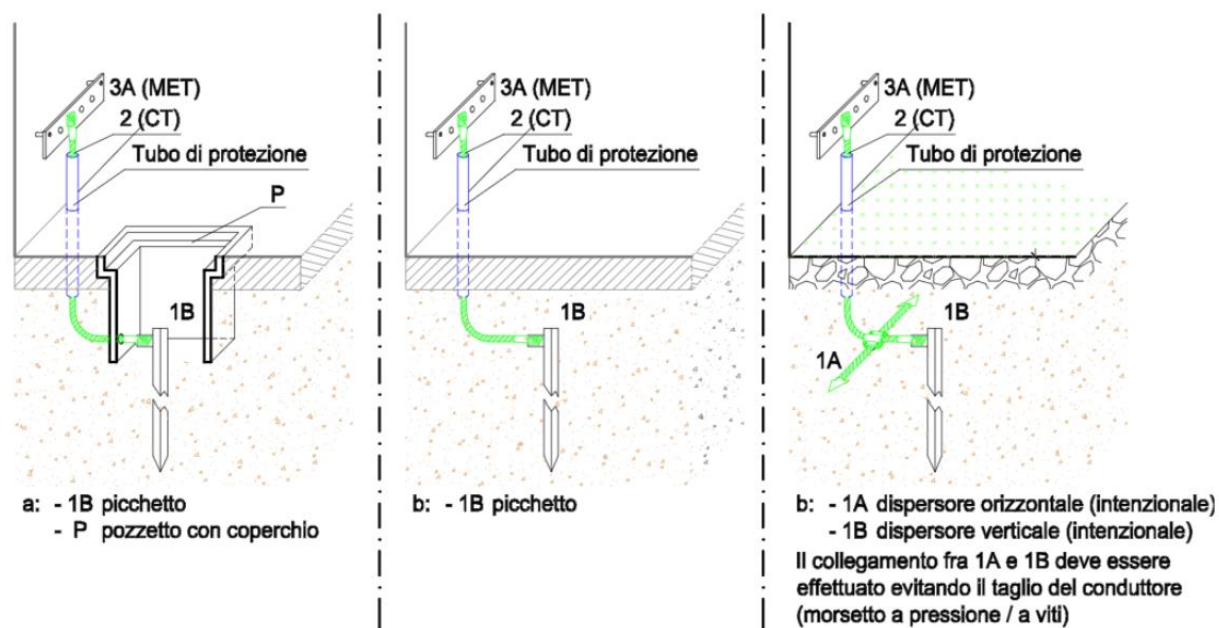 3A (MET)
2 (CT)
Tubo di protezione
P
1B
a: - 1B picchetto
- P pozzetto con coperchio
3A (MET)
2 (CT)
Tubo di protezione
1B
b: - 1B picchetto
3A (MET)
2 (CT)
Tubo di protezione
1B
1A
b: - 1A dispersore orizzontale (intenzionale)
- 1B dispersore verticale (intenzionale)
Il collegamento fra 1A e 1B deve essere
effettuato evitando il taglio del conduttore
(morsetto a pressione / a viti)